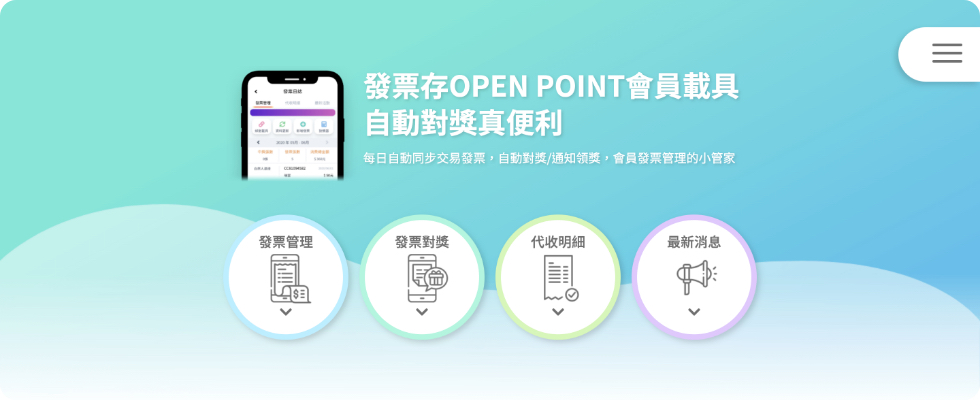 發票存OPEN POINT會員載具
自動對獎真便利
每日自動同步交易發票，自動對獎/通知領獎，會員發票管理的小管家
發票管理
發票對獎
代收明細
最新消息